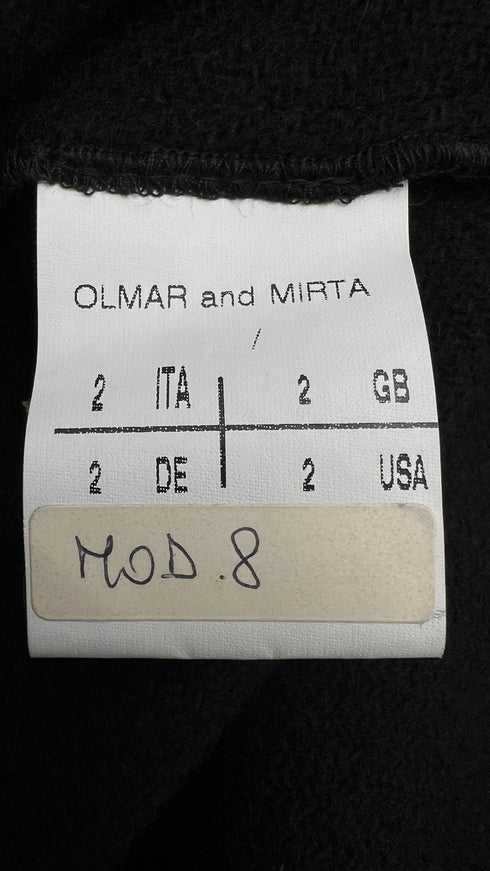 OLMAR and MIRTA
/
2 ITA 2 GB
2 DE 2 USA
MOD.8